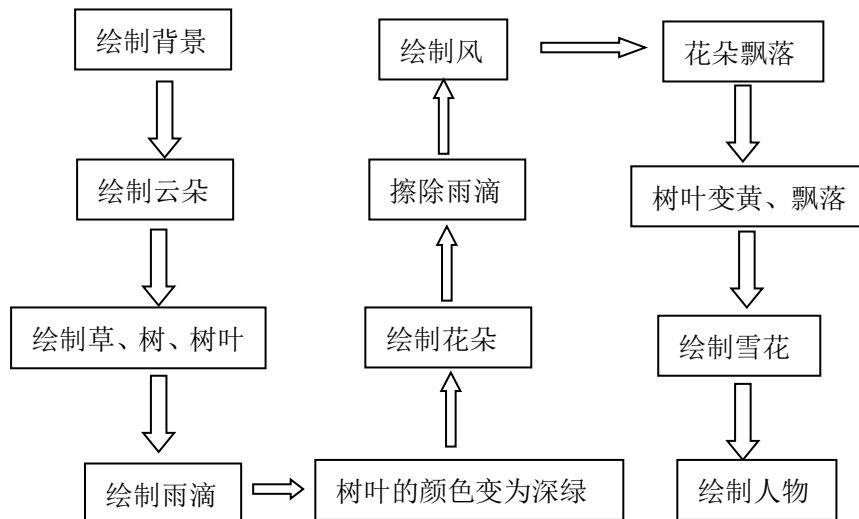 绘制背景
绘制云朵
绘制草、树、树叶
绘制雨滴
树叶的颜色变为深绿
绘制花朵
擦除雨滴
绘制风
花朵飘落
树叶变黄、飘落
绘制雪花
绘制人物